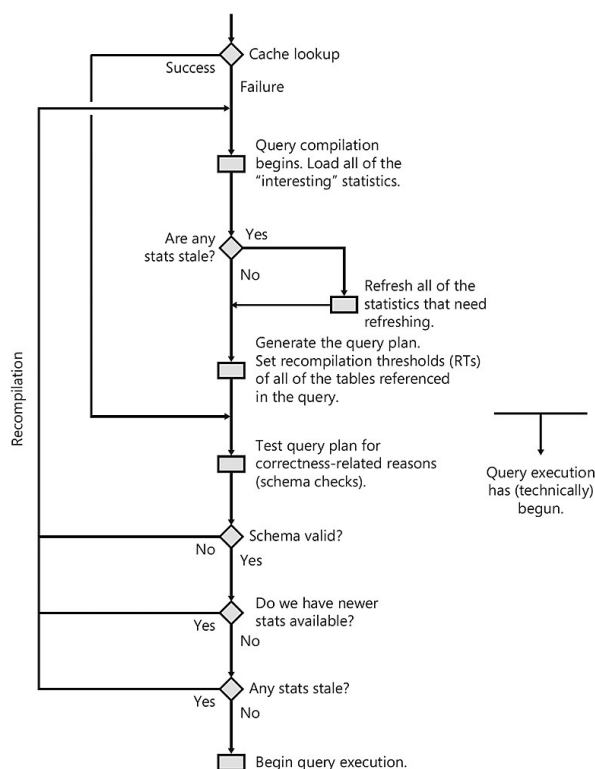 Cache lookup
Success
Failure
Query compilation
begins. Load all of the
“interesting” statistics.
Are any
stats stale?
Yes
No
Refresh all of the
statistics that need
refreshing.
Generate the query plan.
Set recompilation thresholds (RTs)
of all of the tables referenced
in the query.
Recompilation
Test query plan for
correctness-related reasons
(schema checks).
Query execution
has (technically)
begun.
Schema valid?
No
Yes
Do we have newer
stats available?
Yes
No
Any stats stale?
Yes
No
Begin query execution.